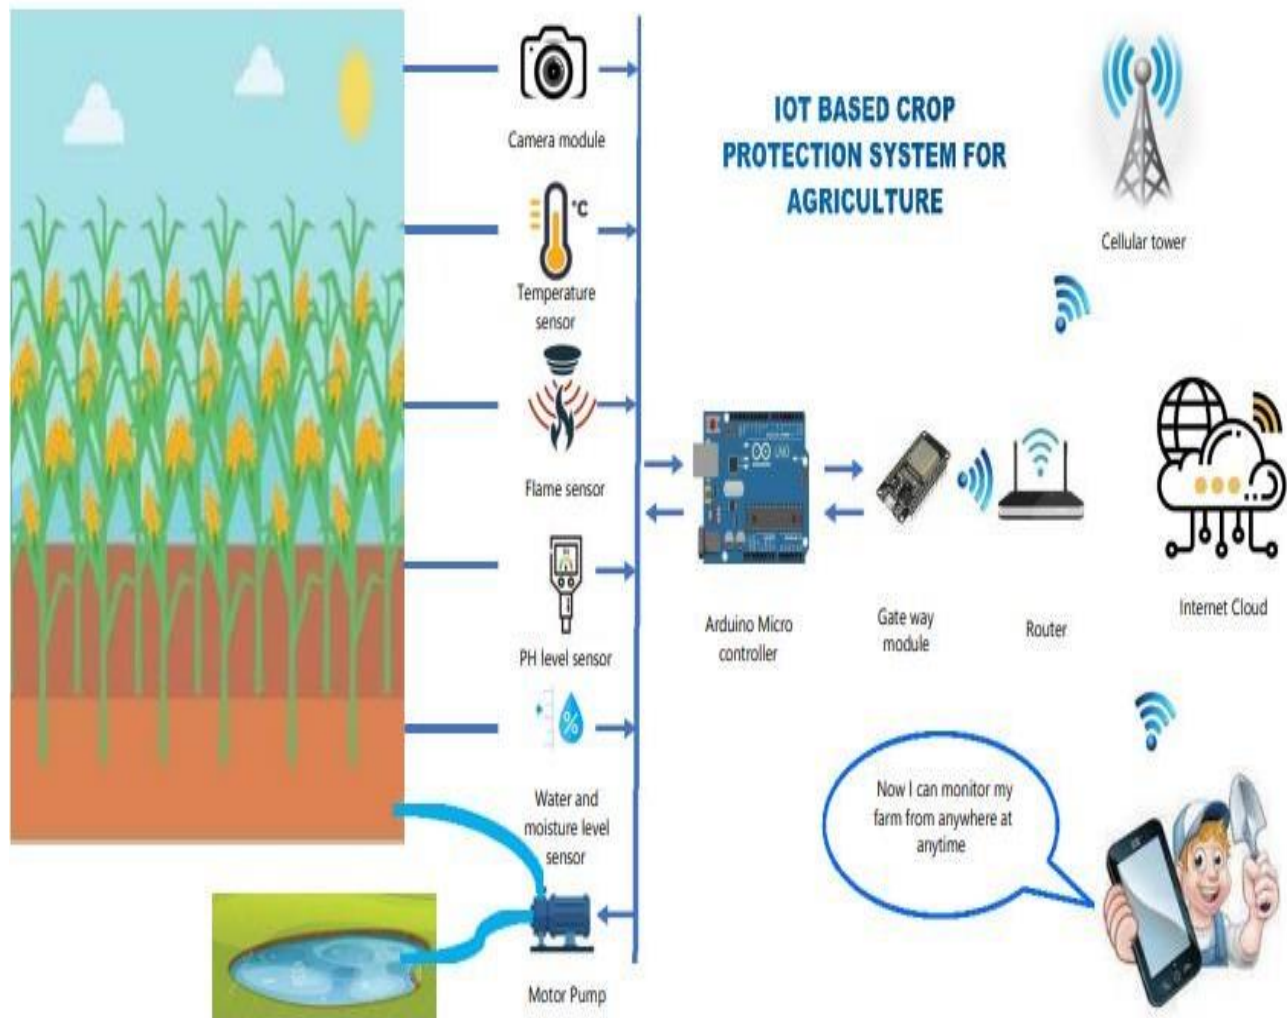 Camera module
°C
Temperature
sensor
Flame sensor
PH level sensor
%
Water and
moisture level
sensor
Motor Pump
IOT BASED CROP
PROTECTION SYSTEM FOR
AGRICULTURE
Cellular tower
UNO
Arduino Micro
controller
Gate way
module
Router
Internet Cloud
Now I can monitor my
farm from anywhere at
anytime